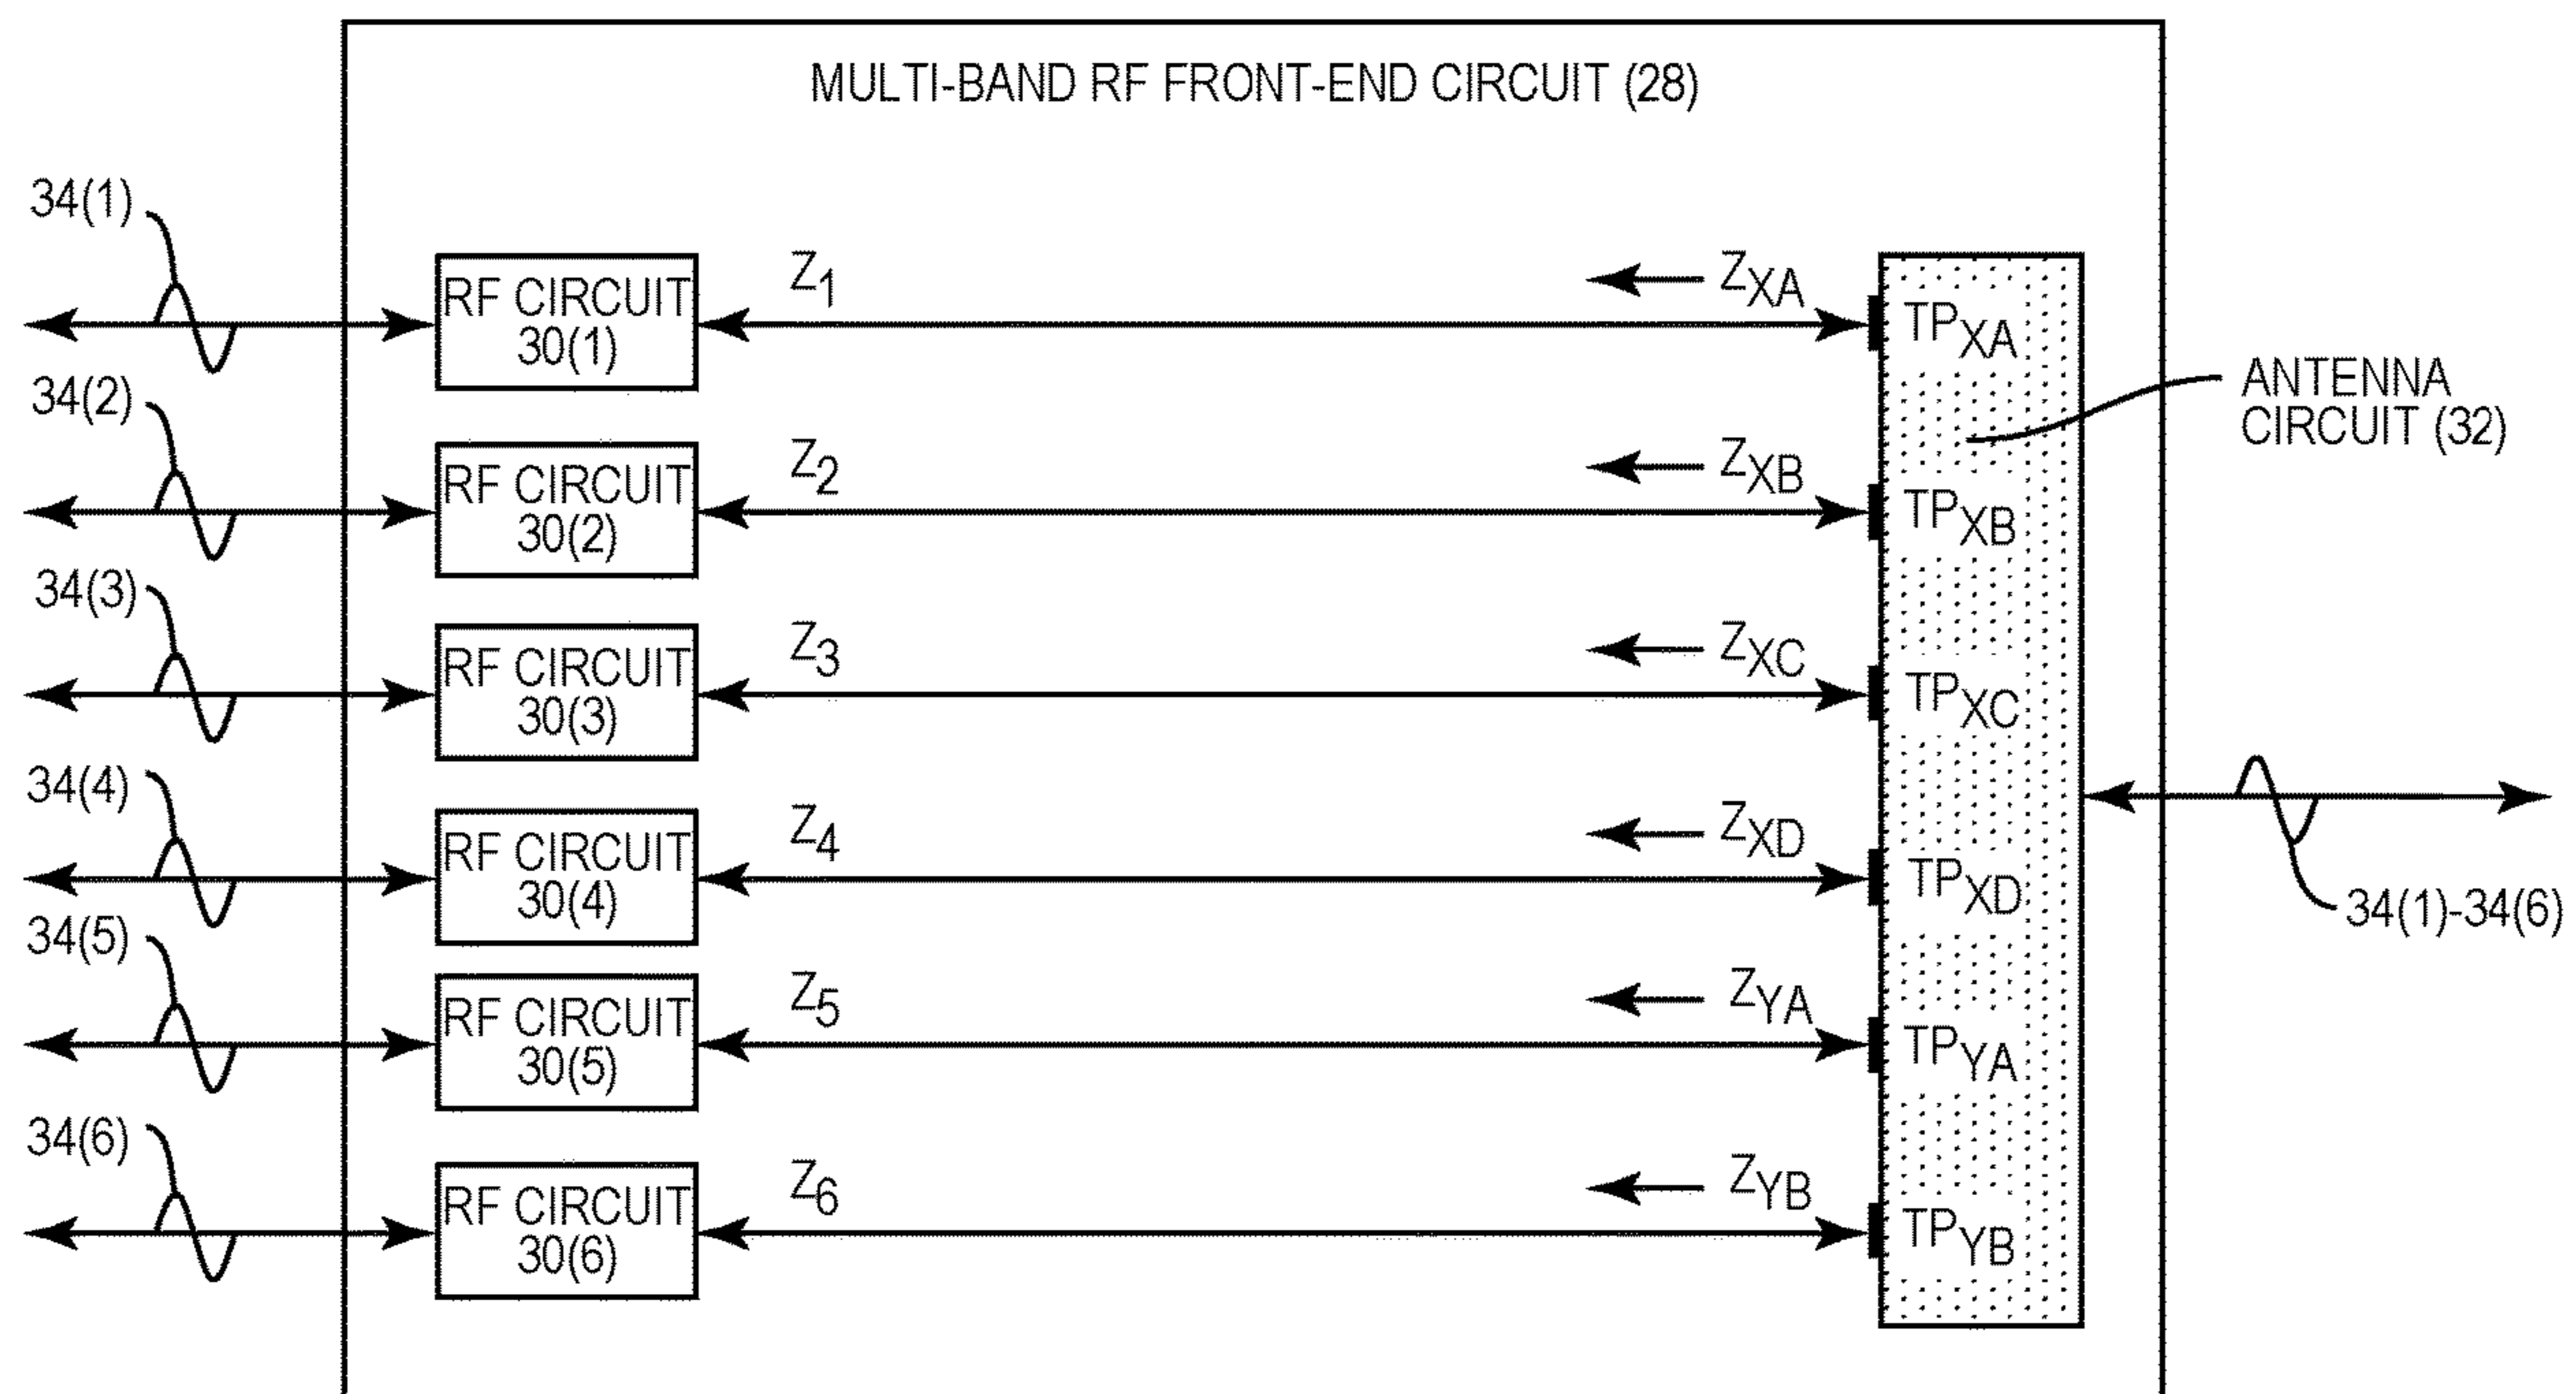 MULTI-BAND RF FRONT-END CIRCUIT (28)
34(1)
RF CIRCUIT
30(1)
Z1
ZXA
TPXA
ANTENNA
CIRCUIT (32)
34(2)
RF CIRCUIT
30(2)
Z2
ZXB
TPXB
34(3)
RF CIRCUIT
30(3)
Z3
ZXC
TPXC
34(4)
RF CIRCUIT
30(4)
Z4
ZXD
TPXD
34(1)-34(6)
34(5)
RF CIRCUIT
30(5)
Z5
ZYA
TPYA
34(6)
RF CIRCUIT
30(6)
Z6
ZYB
TPYB